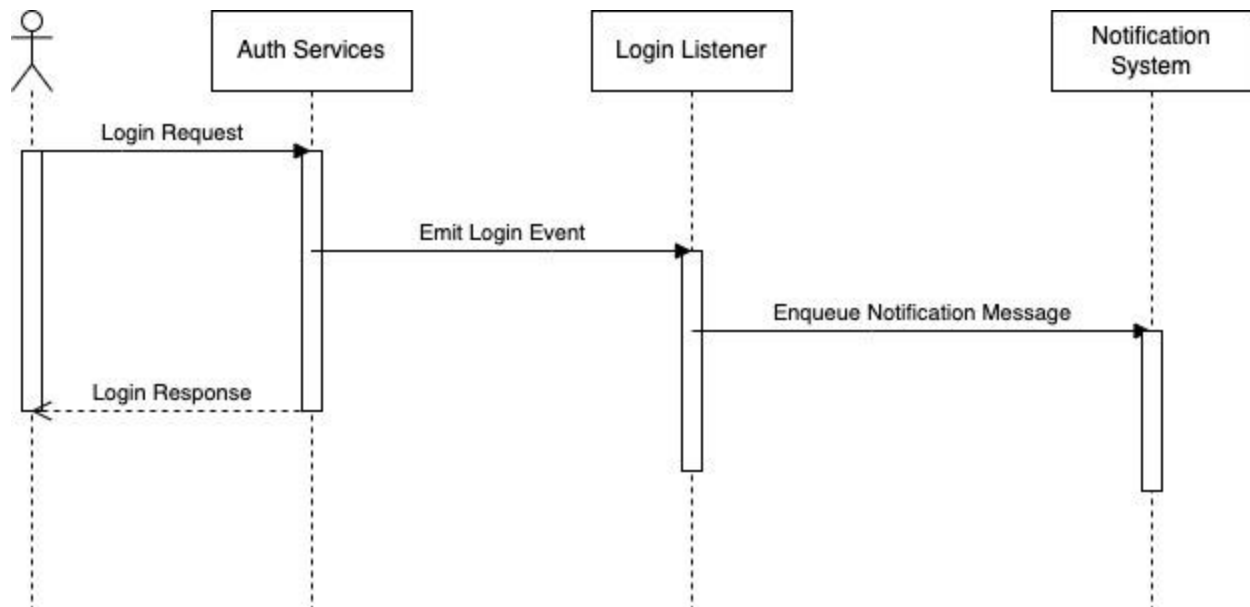 Auth Services
Login Listener
Notification
System
Login Request
Emit Login Event
Enqueue Notification Message
Login Response